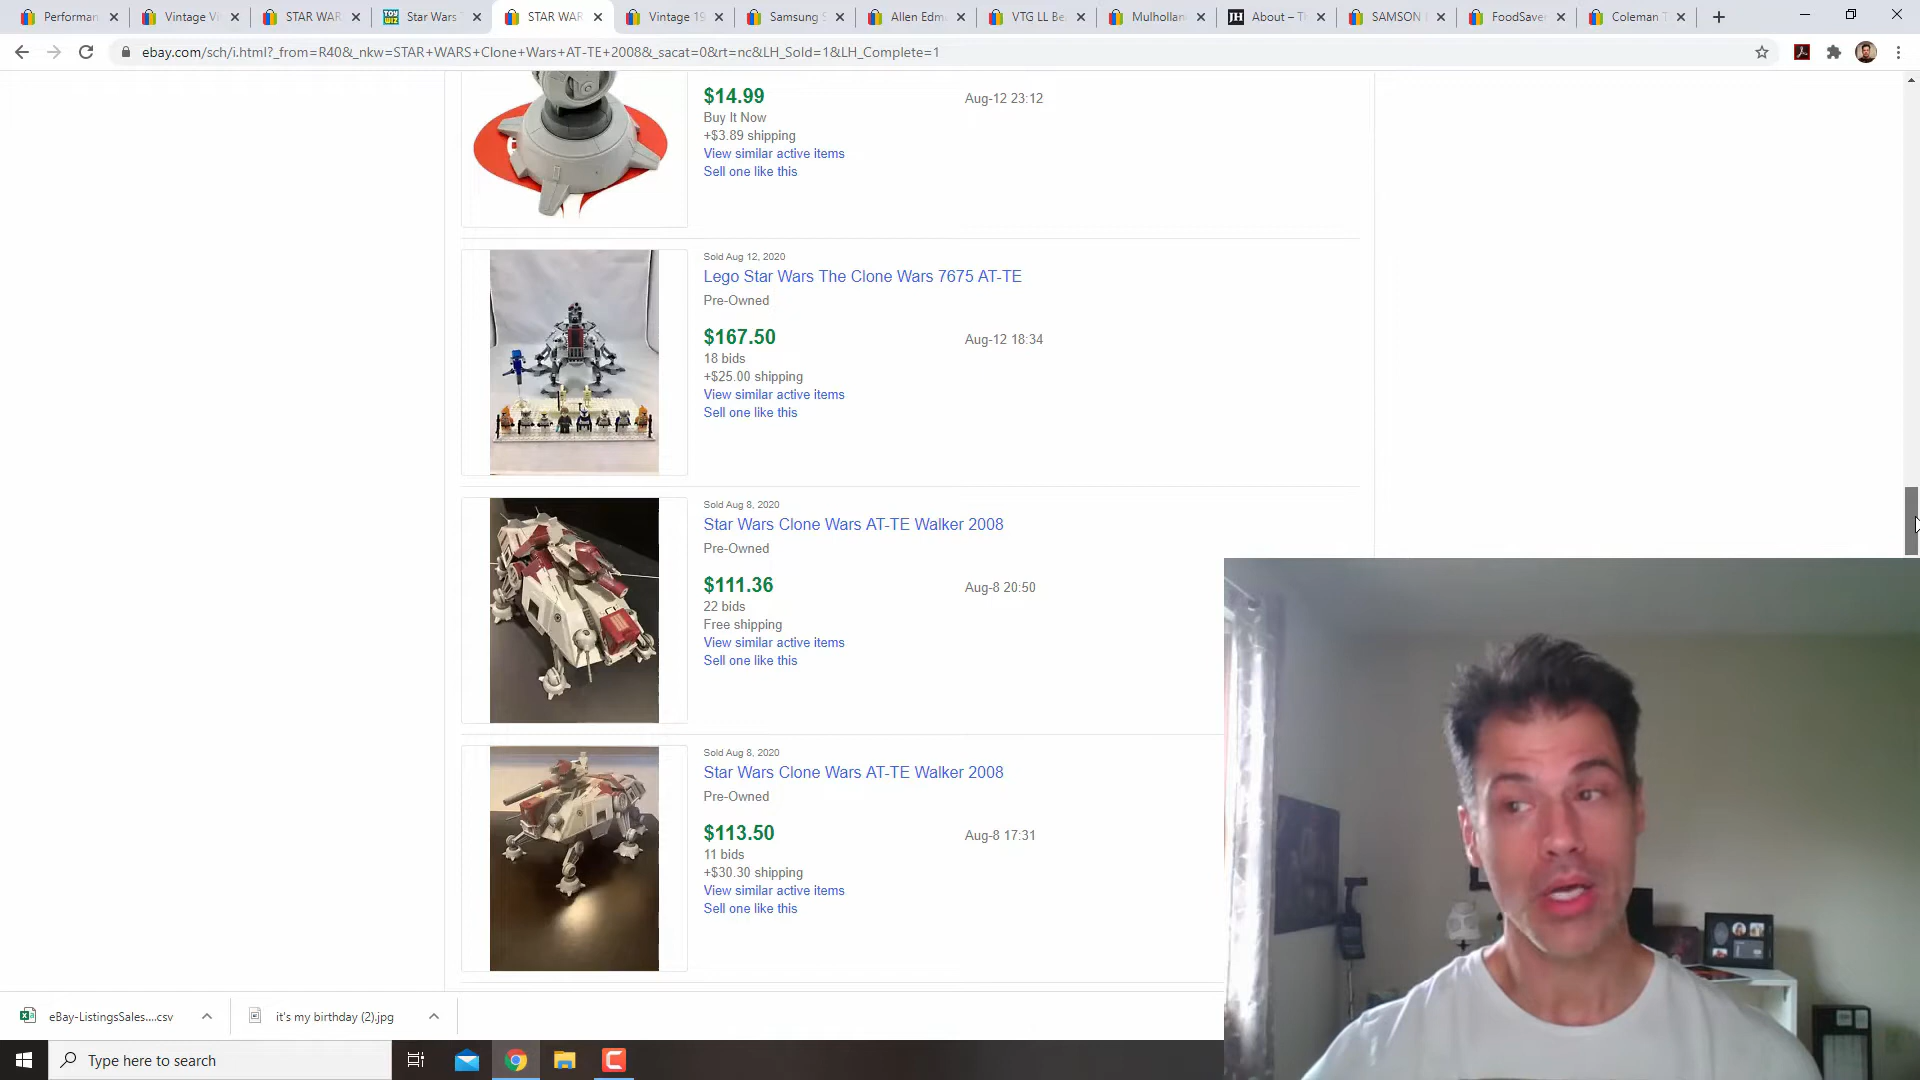 Performan
Vintage Vi
STAR WAR
Star Wars
STAR WAR
Vintage 19
Samsung S
Allen Edm
VTG LL Be
Mulhollan
About – T
SAMSON
FoodSave
Coleman T
ebay.com/sch/i.html?_from=R40&_nkw=STAR+WARS+Clone+Wars+AT-TE+2008&_sacat=0&rt=nc&LH_Sold=1&LH_Complete=1
$14.99
Aug-12 23:12
Buy It Now
+$3.89 shipping
View similar active items
Sell one like this
Sold Aug 12, 2020
Lego Star Wars The Clone Wars 7675 AT-TE
Pre-Owned
$167.50
Aug-12 18:34
18 bids
+$25.00 shipping
View similar active items
Sell one like this
Sold Aug 8, 2020
Star Wars Clone Wars AT-TE Walker 2008
Pre-Owned
$111.36
Aug-8 20:50
22 bids
Free shipping
View similar active items
Sell one like this
Sold Aug 8, 2020
Star Wars Clone Wars AT-TE Walker 2008
Pre-Owned
$113.50
Aug-8 17:31
11 bids
+$30.30 shipping
View similar active items
Sell one like this
eBay-ListingsSales....csv
it's my birthday (2).jpg
Type here to search